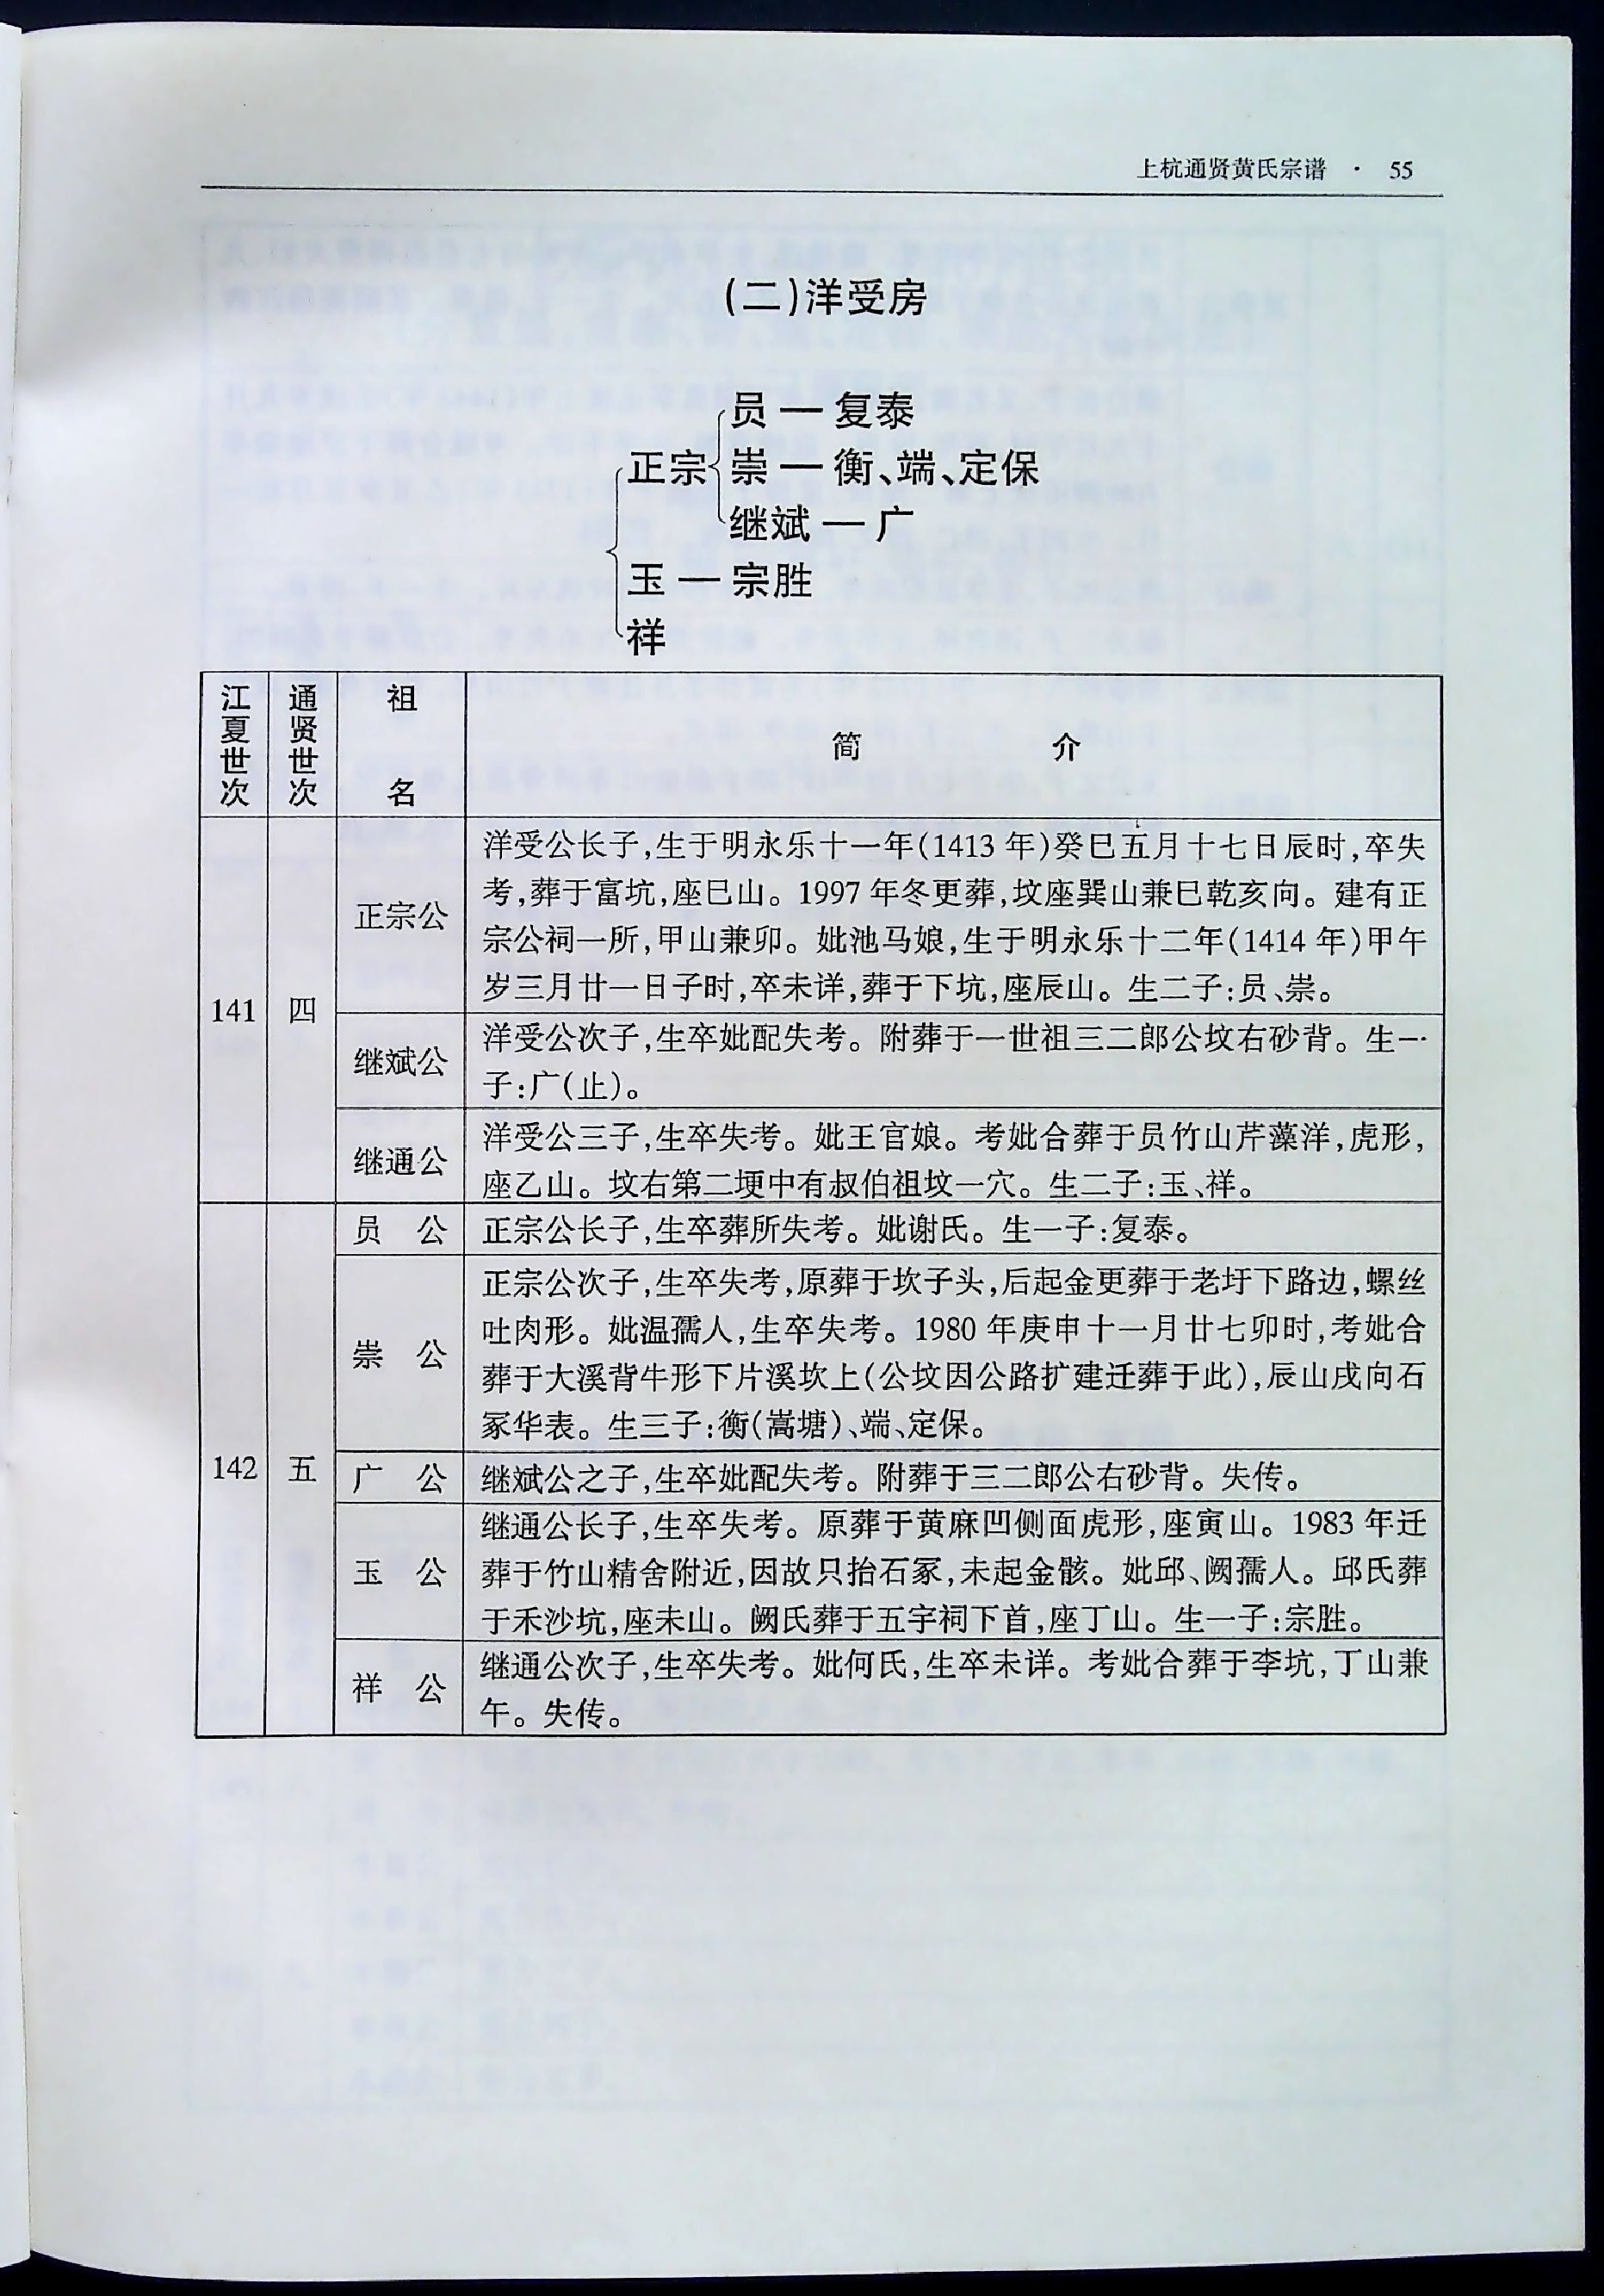 上杭通贤黄氏宗谱 · 55
(二)洋受房
员 — 复泰
正宗 崇 — 衡、端、定保
继斌 — 广
玉 — 宗胜
祥
江夏世次 通贤世次 祖名 简介
141 四
正宗公
洋受公长子,生于明永乐十一年(1413年)癸巳五月十七日辰时,卒失
考,葬于富坑,座巳山。1997年冬更葬,坟座巽山兼巳乾亥向。建有正
宗公祠一所,甲山兼卯。妣池马娘,生于明永乐十二年(1414年)甲午
岁三月廿一日子时,卒未详,葬于下坑,座辰山。生二子:员、崇。
继斌公
洋受公次子,生卒妣配失考。附葬于一世祖三二郎公坟右砂背。生一
子:广(止)。
继通公
洋受公三子,生卒失考。妣王官娘。考妣合葬于员竹山芹藻洋,虎形,
座乙山。坟右第二埂中有叔伯祖坟一穴。生二子:玉、祥。
142 五
员公
正宗公长子,生卒葬所失考。妣谢氏。生一子:复泰。
崇公
正宗公次子,生卒失考,原葬于坎子头,后起金更葬于老圩下路边,螺丝
吐肉形。妣温孺人,生卒失考。1980年庚申十一月廿七卯时,考妣合
葬于大溪背牛形下片溪坎上(公坟因公路扩建迁葬于此),辰山戌向石
冢华表。生三子:衡(嵩塘)、端、定保。
广公
继斌公之子,生卒妣配失考。附葬于三二郎公右砂背。失传。
玉公
继通公长子,生卒失考。原葬于黄麻凹侧面虎形,座寅山。1983年迁
葬于竹山精舍附近,因故只抬石冢,未起金骸。妣邱、阙孺人。邱氏葬
于禾沙坑,座未山。阙氏葬于五宇祠下首,座丁山。生一子:宗胜。
祥公
继通公次子,生卒失考。妣何氏,生卒未详。考妣合葬于李坑,丁山兼
午。失传。